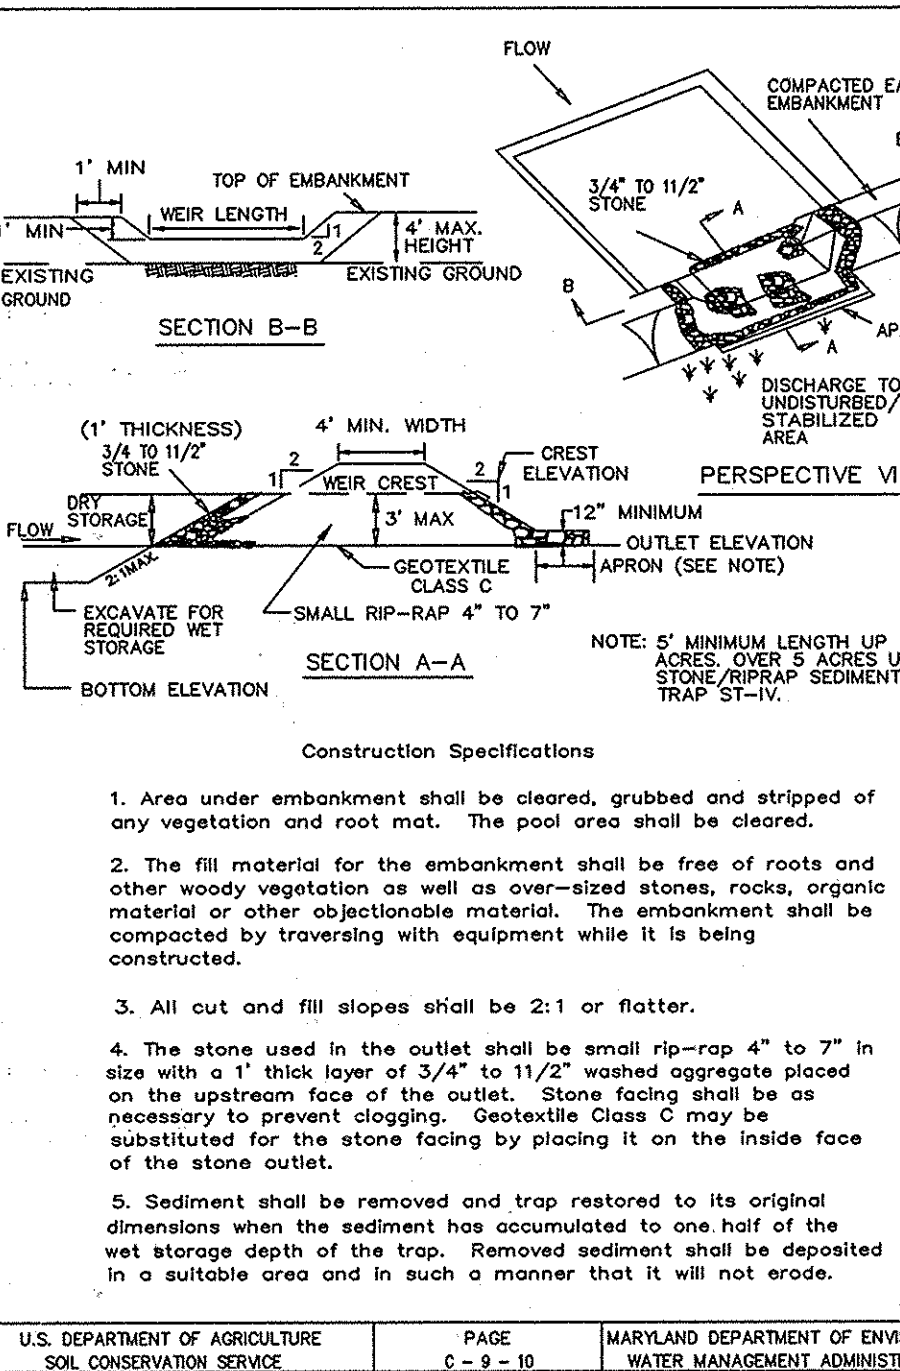 FLOW
COMPACTED EA
EMBANKMENT
1' MIN
TOP OF EMBANKMENT
3/4" TO 11/2"
STONE
A
WEIR LENGTH
1
' MIN
2
4' MAX.
HEIGHT
EXISTING
GROUND
EXISTING GROUND
B
SECTION B-B
AP
A
DISCHARGE TO
UNDISTURBED/
STABILIZED
AREA
PERSPECTIVE VI
(1' THICKNESS)
3/4 TO 11/2"
STONE
4' MIN. WIDTH
2
1
WEIR CREST
2
1
CREST
ELEVATION
DRY
STORAGE
3' MAX
12" MINIMUM
FLOW
OUTLET ELEVATION
2:1MAX.
GEOTEXTILE
CLASS C
APRON (SEE NOTE)
EXCAVATE FOR
REQUIRED WET
STORAGE
SMALL RIP-RAP 4" TO 7"
SECTION A-A
BOTTOM ELEVATION
NOTE: 5' MINIMUM LENGTH UP
ACRES. OVER 5 ACRES U
STONE/RIPRAP SEDIMENT
TRAP ST-IV.
Construction Specifications
1. Area under embankment shall be cleared, grubbed and stripped of
any vegetation and root mat. The pool area shall be cleared.
2. The fill material for the embankment shall be free of roots and
other woody vegetation as well as over-sized stones, rocks, organic
material or other objectionable material. The embankment shall be
compacted by traversing with equipment while it is being
constructed.
3. All cut and fill slopes shall be 2:1 or flatter.
4. The stone used in the outlet shall be small rip-rap 4" to 7" in
size with a 1' thick layer of 3/4" to 11/2" washed aggregate placed
on the upstream face of the outlet. Stone facing shall be as
necessary to prevent clogging. Geotextile Class C may be
substituted for the stone facing by placing it on the inside face
of the stone outlet.
5. Sediment shall be removed and trap restored to its original
dimensions when the sediment has accumulated to one half of the
wet storage depth of the trap. Removed sediment shall be deposited
in a suitable area and in such a manner that it will not erode.
U.S. DEPARTMENT OF AGRICULTURE
SOIL CONSERVATION SERVICE
PAGE
C - 9 - 10
MARYLAND DEPARTMENT OF ENVI
WATER MANAGEMENT ADMINIST